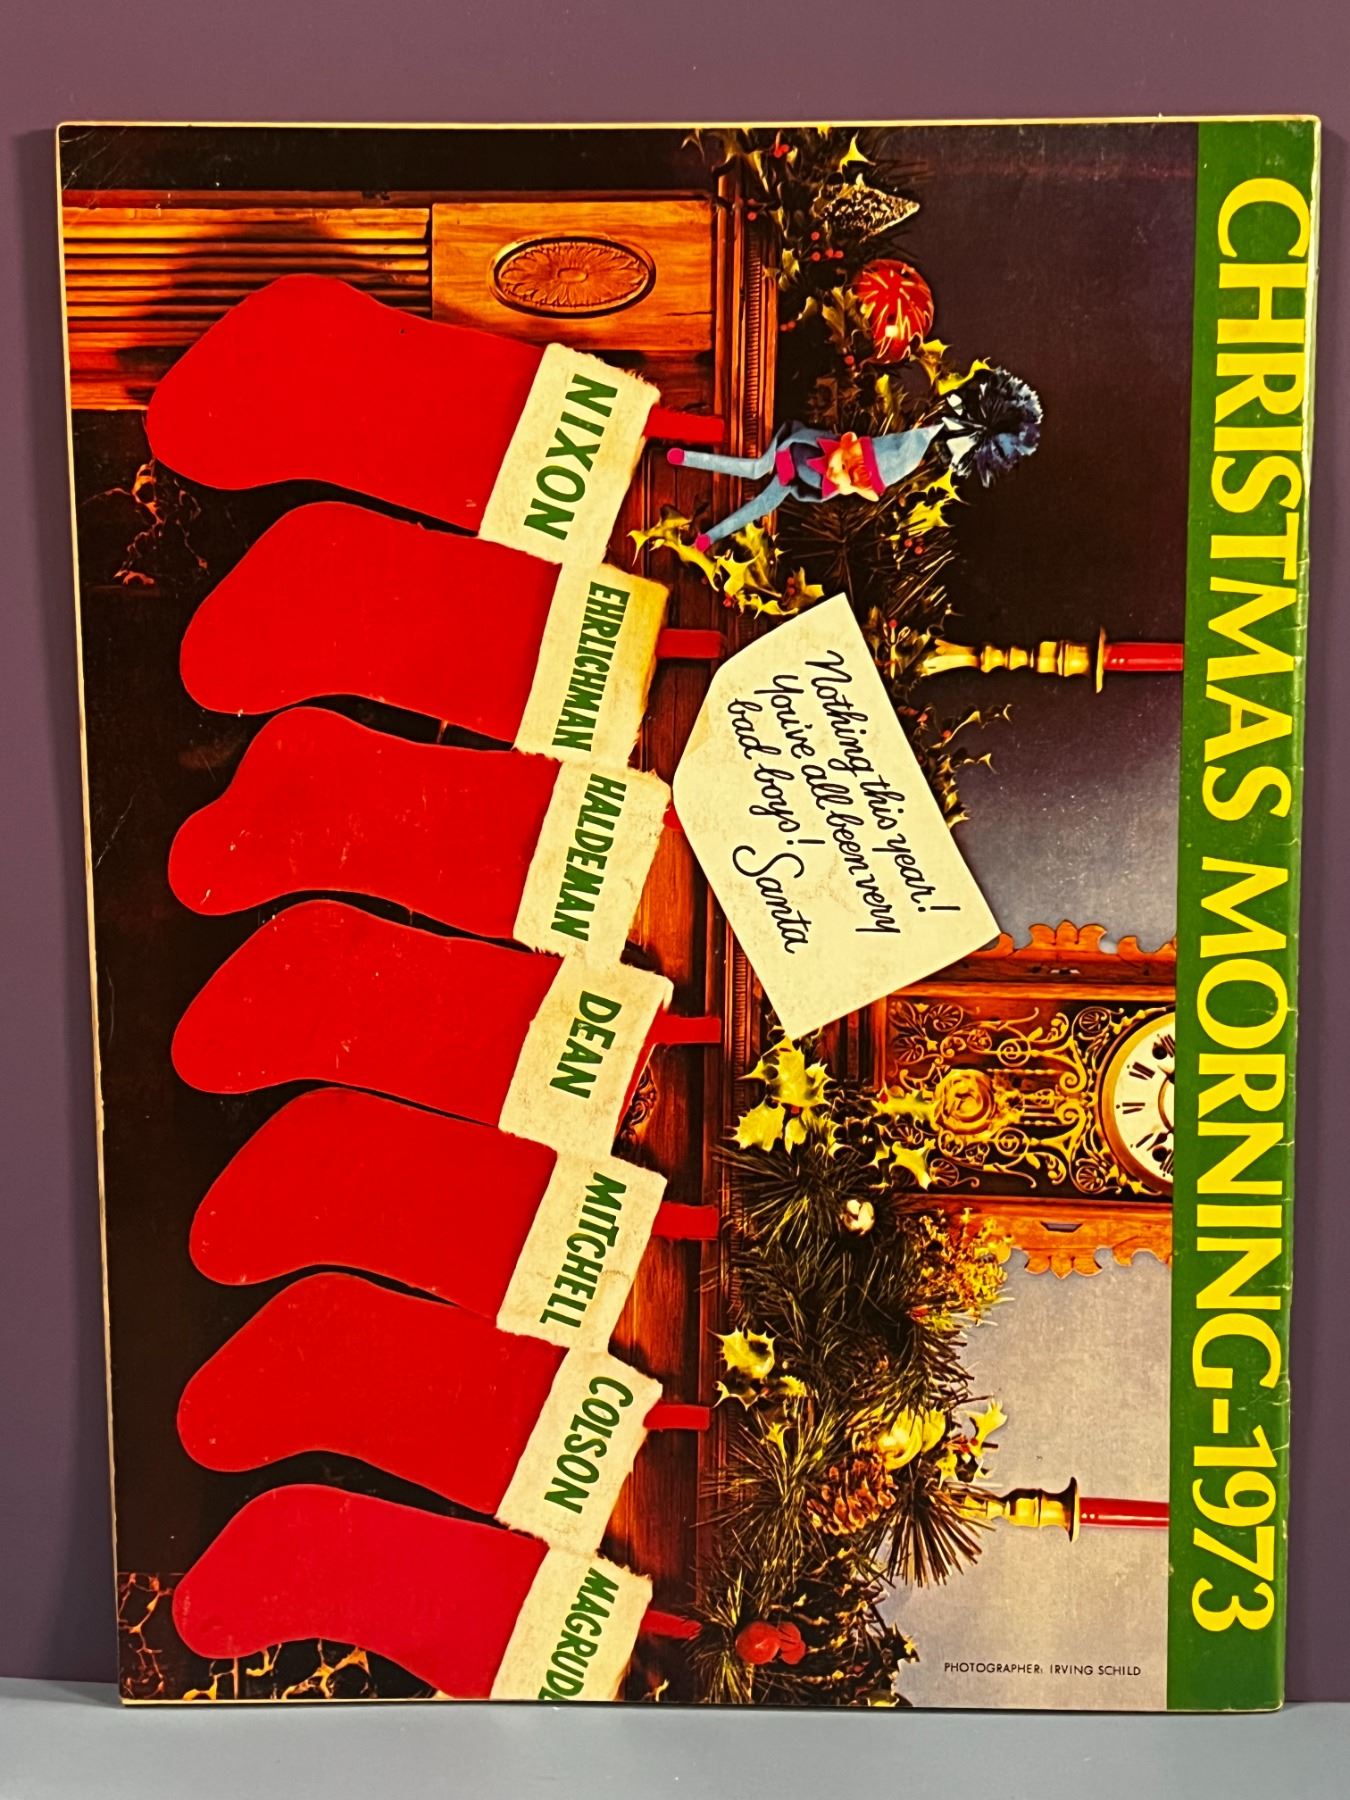 CHRISTMAS MORNING-1973
Nothing this year!
You've all been very
bad boys!
Santa
NIXON
EHRLICHMAN
HALDEMAN
DEAN
MITCHELL
COLSON
MAGRUD
PHOTOGRAPHER: IRVING SCHILD